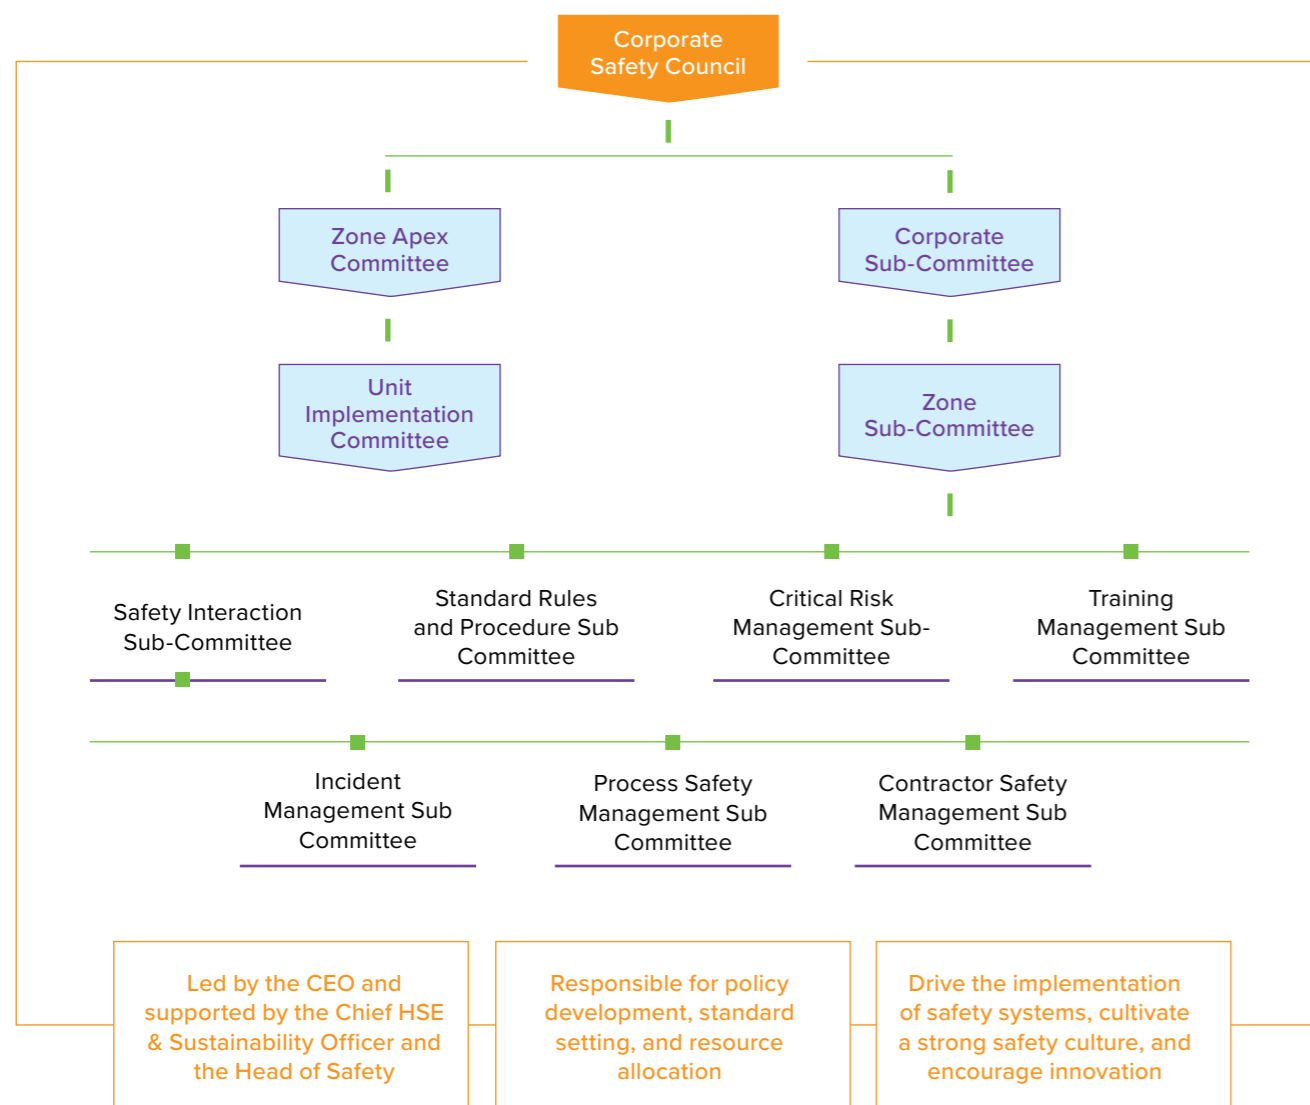 Corporate
Safety Council
Zone Apex
Committee
Corporate
Sub-Committee
Unit
Implementation
Committee
Zone
Sub-Committee
Safety Interaction
Sub-Committee
Standard Rules
and Procedure Sub
Committee
Critical Risk
Management Sub-
Committee
Training
Management Sub
Committee
Incident
Management Sub
Committee
Process Safety
Management Sub
Committee
Contractor Safety
Management Sub
Committee
Led by the CEO and
supported by the Chief HSE
& Sustainability Officer and
the Head of Safety
Responsible for policy
development, standard
setting, and resource
allocation
Drive the implementation
of safety systems, cultivate
a strong safety culture, and
encourage innovation